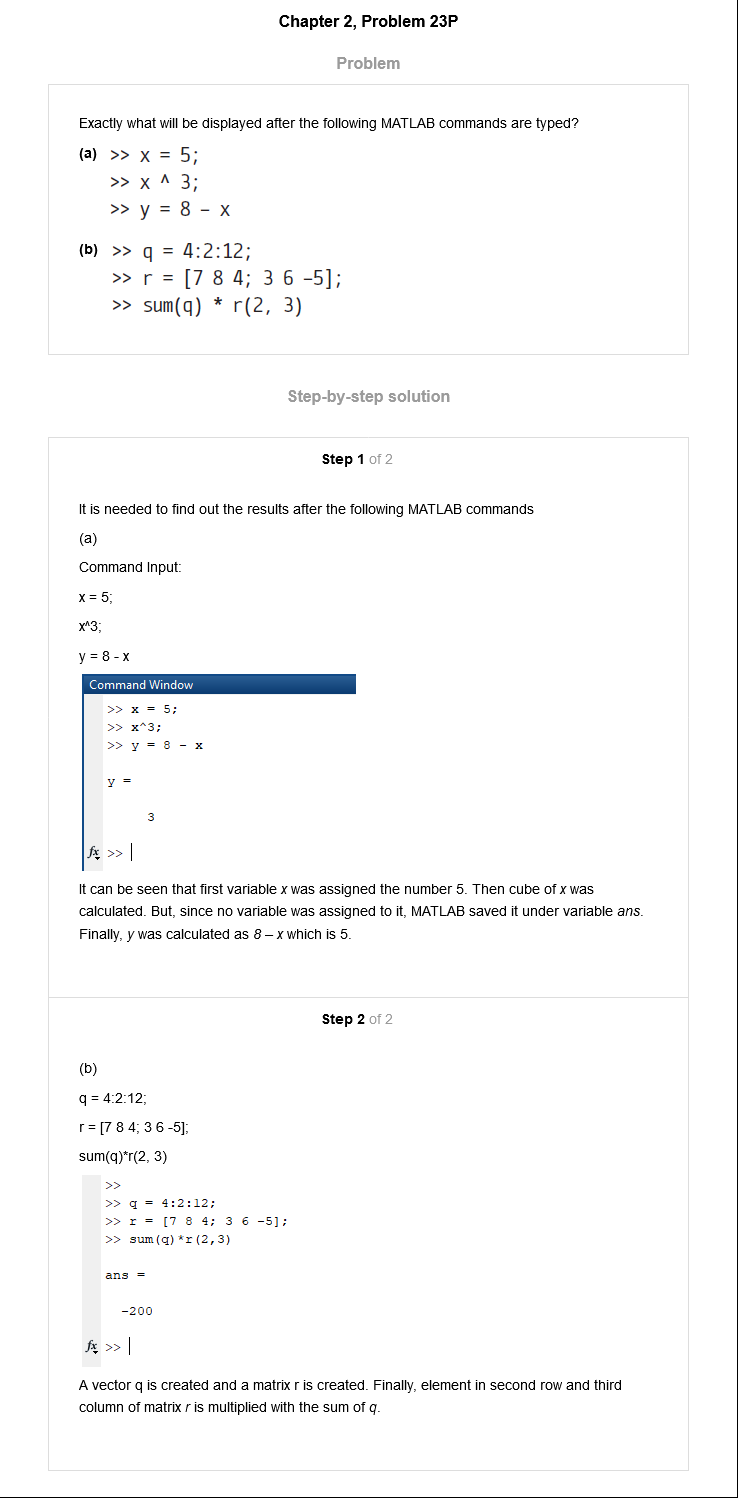 Chapter 2, Problem 23P
Problem
Exactly what will be displayed after the following MATLAB commands are typed?
(a) >> x = 5;
>> x ^ 3;
>> y = 8 – x
(b) >> q = 4:2:12;
>> r = [7 8 4; 3 6 –5];
>> sum(q) * r(2, 3)
Step-by-step solution
Step 1 of 2
It is needed to find out the results after the following MATLAB commands
(a)
Command Input:
x = 5;
x^3;
y = 8 - x
Command Window
>> x = 5;
>> x^3;
>> y = 8 - x
y =
3
fx >>
It can be seen that first variable x was assigned the number 5. Then cube of x was
calculated. But, since no variable was assigned to it, MATLAB saved it under variable ans.
Finally, y was calculated as 8 – x which is 5.
Step 2 of 2
(b)
q = 4:2:12;
r = [7 8 4; 3 6 -5];
sum(q)*r(2, 3)
>>
>> q = 4:2:12;
>> r = [7 8 4; 3 6 -5];
>> sum(q)*r(2,3)
ans =
-200
fx >>
A vector q is created and a matrix r is created. Finally, element in second row and third
column of matrix r is multiplied with the sum of q.